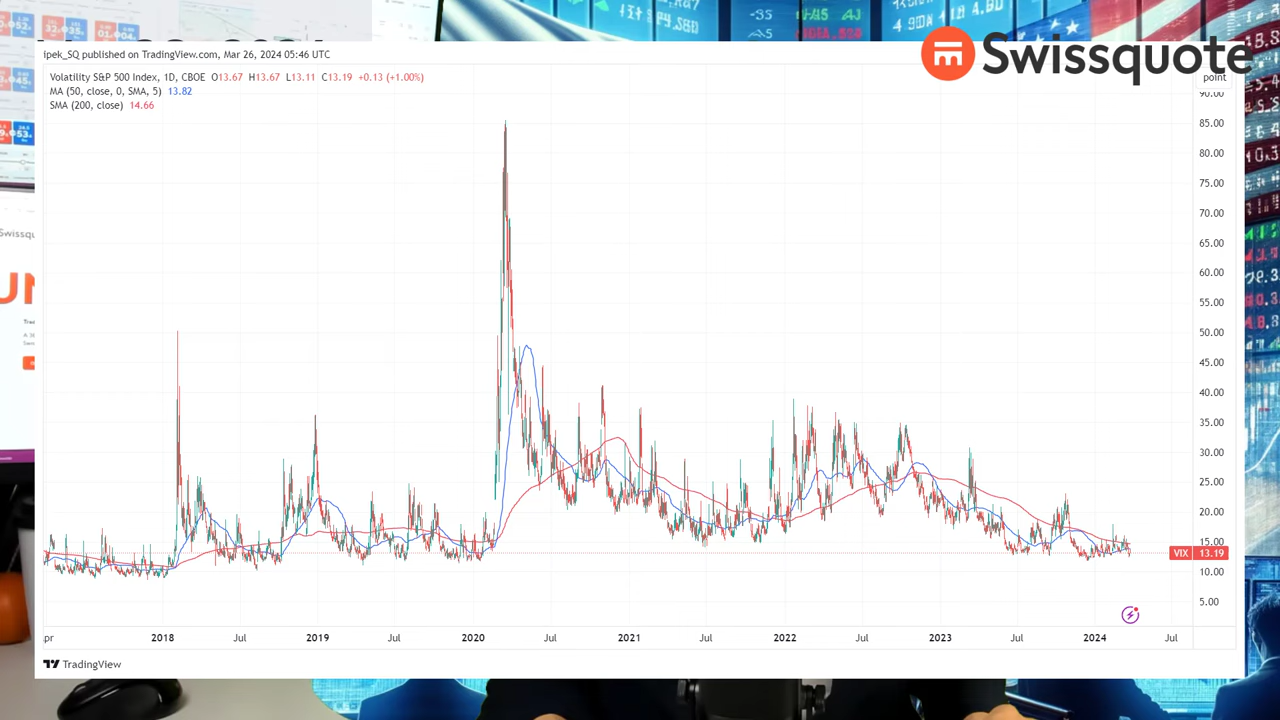 Swissquote
ipek_SQ published on TradingView.com, Mar 26, 2024 05:46 UTC
Volatility S&P 500 Index, 1D, CBOE O13.67 H13.67 L13.11 C13.19 +0.13 (+1.00%)
MA (50, close, 0, SMA, 5) 13.82
SMA (200, close) 14.66
point
90.00
85.00
80.00
75.00
70.00
65.00
60.00
55.00
50.00
45.00
40.00
35.00
30.00
25.00
20.00
15.00
VIX 13.19
10.00
5.00
pr 2018 Jul 2019 Jul 2020 Jul 2021 Jul 2022 Jul 2023 Jul 2024 Jul
TradingView